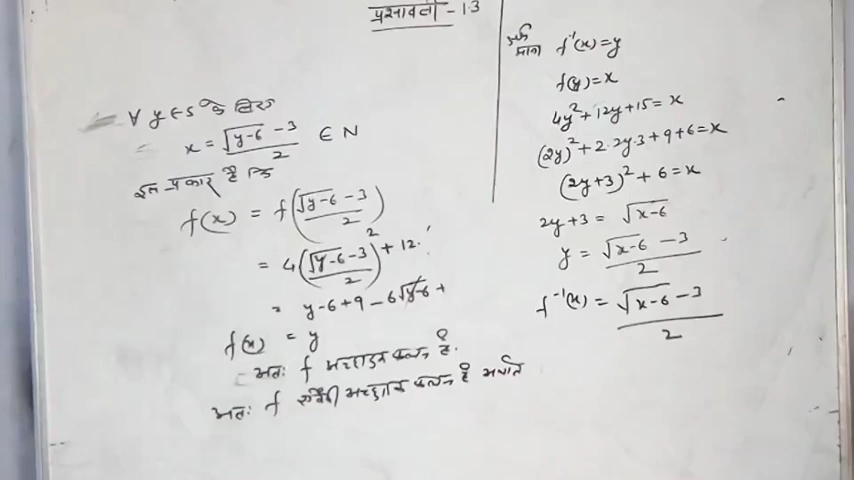 प्रश्नावली - 1.3
∀ y ∈ S के लिए
x = (√(y-6) - 3)/2 ∈ N
इस प्रकार है कि
f(x) = f((√(y-6) - 3)/2)
= 4((√(y-6) - 3)/2)² + 12.
= y-6+9-6√(y-6)+
f(x) = y
अतः f आच्छादक फलन है.
अतः f एकैकी आच्छादक फलन है अर्थात
माना f⁻¹(x) = y
f(y) = x
4y² + 12y + 15 = x
(2y)² + 2.2y.3 + 9 + 6 = x
(2y+3)² + 6 = x
2y+3 = √(x-6)
y = (√(x-6) - 3)/2
f⁻¹(x) = (√(x-6) - 3)/2